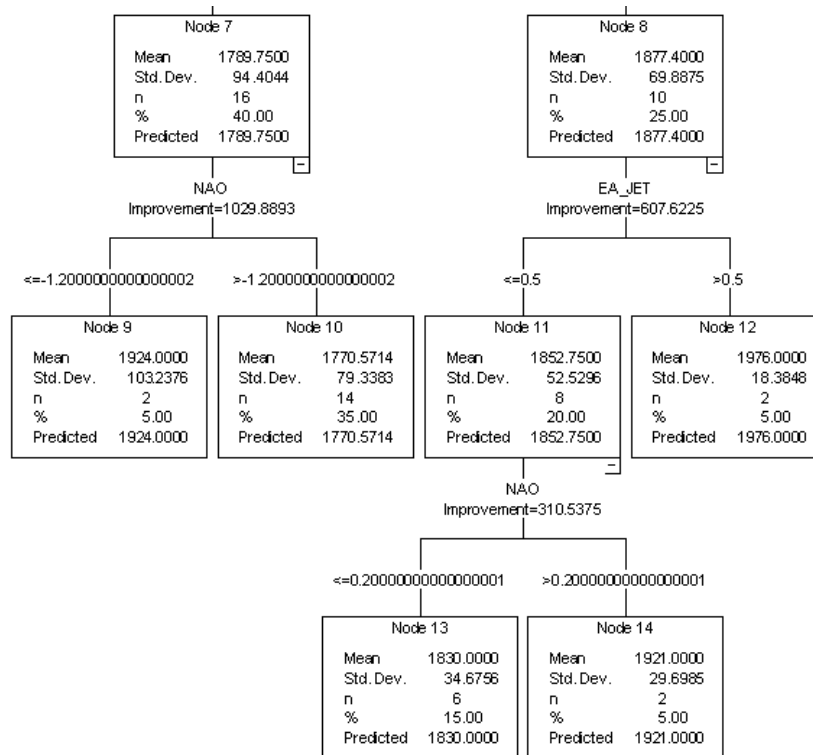 Node 7
Mean 1789.7500
Std.Dev. 94.4044
n 16
% 40.00
Predicted 1789.7500
NAO
Improvement=1029.8893
Node 8
Mean 1877.4000
Std.Dev. 69.8875
n 10
% 25.00
Predicted 1877.4000
EA_JET
Improvement=607.6225
<=-1.2000000000000002
>-1.2000000000000002
<=0.5
>0.5
Node 9
Mean 1924.0000
Std.Dev. 103.2376
n 2
% 5.00
Predicted 1924.0000
Node 10
Mean 1770.5714
Std.Dev. 79.3383
n 14
% 35.00
Predicted 1770.5714
Node 11
Mean 1852.7500
Std.Dev. 52.5296
n 8
% 20.00
Predicted 1852.7500
Node 12
Mean 1976.0000
Std.Dev. 18.3848
n 2
% 5.00
Predicted 1976.0000
NAO
Improvement=310.5375
<=0.20000000000000001
>0.20000000000000001
Node 13
Mean 1830.0000
Std.Dev. 34.6756
n 6
% 15.00
Predicted 1830.0000
Node 14
Mean 1921.0000
Std.Dev. 29.6985
n 2
% 5.00
Predicted 1921.0000